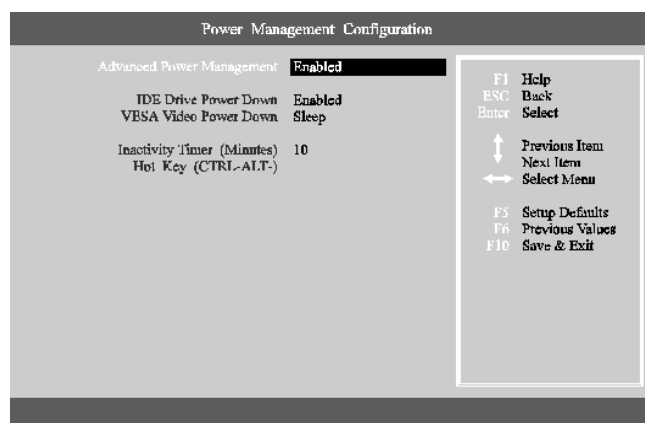 Power Management Configuration
Advanced Power Management Enabled
IDE Drive Power Down Enabled
VESA Video Power Down Sleep
Inactivity Timer (Minutes) 10
Hot Key (CTRL-ALT-)
F1 Help
ESC Back
Enter Select
Previous Item
Next Item
Select Menu
F5 Setup Defaults
F6 Previous Values
F10 Save & Exit